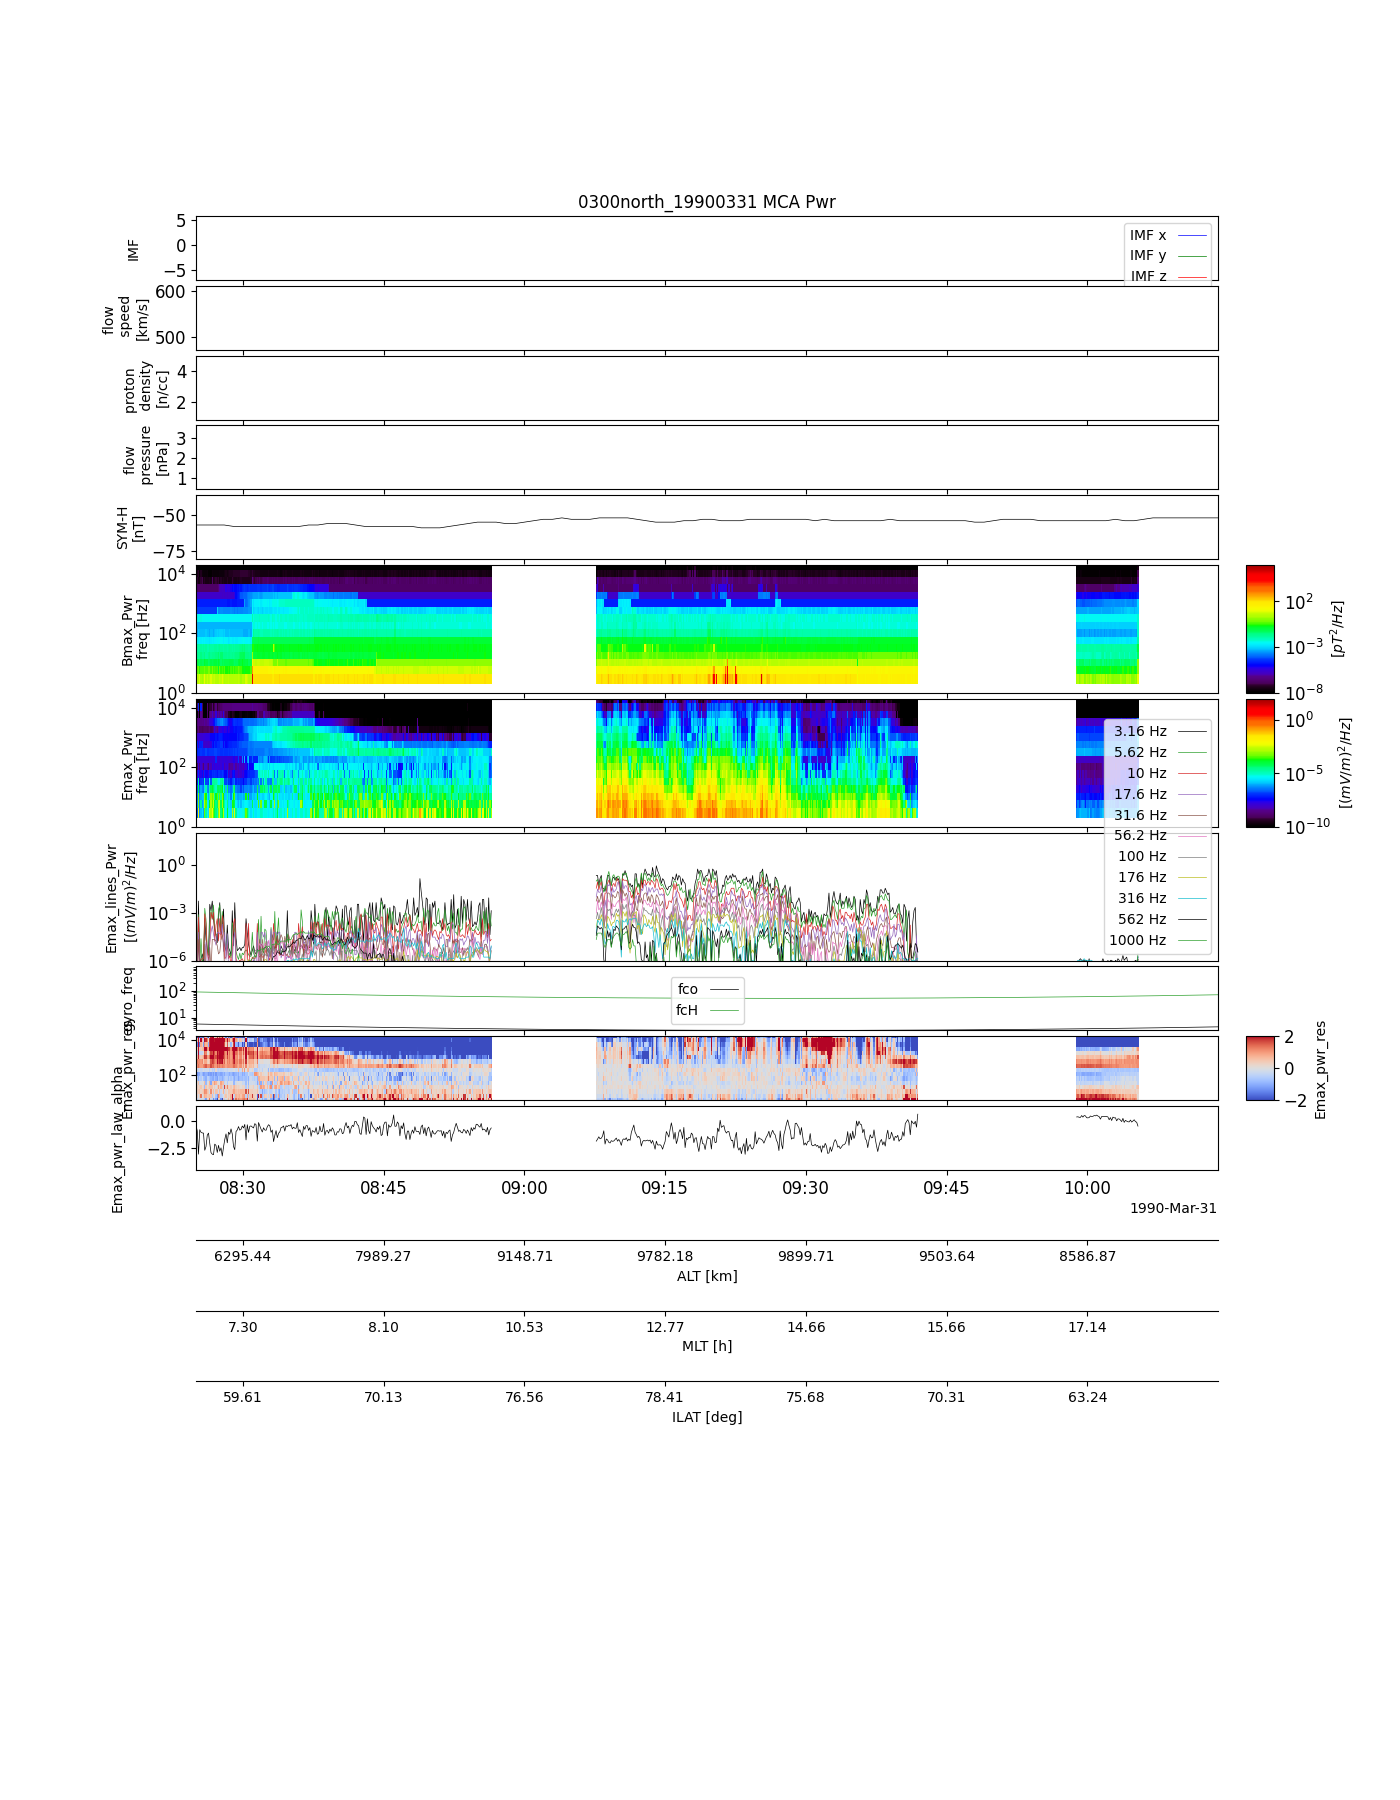 0300north_19900331 MCA Pwr
5
0
−5
IMF
IMF x
IMF y
IMF z
600
500
flow
speed
[km/s]
4
2
proton
density
[n/cc]
3
2
1
flow
pressure
[nPa]
−50
−75
SYM-H
[nT]
10^4
10^2
10^0
Bmax_Pwr
freq [Hz]
10^2
10^−3
10^−8
[pT^2/Hz]
10^4
10^2
10^0
Emax_Pwr
freq [Hz]
10^0
10^−5
10^−10
[(mV/m)^2/Hz]
3.16 Hz
5.62 Hz
10 Hz
17.6 Hz
31.6 Hz
56.2 Hz
100 Hz
176 Hz
316 Hz
562 Hz
1000 Hz
10^0
10^−3
10^−6
Emax_lines_Pwr
[(mV/m)^2/Hz]
10^2
10^1
gyro_freq
fco
fcH
10^4
10^2
Emax_pwr_res
2
0
−2
Emax_pwr_res
0.0
−2.5
Emax_pwr_law_alpha
08:30 08:45 09:00 09:15 09:30 09:45 10:00
1990-Mar-31
6295.44 7989.27 9148.71 9782.18 9899.71 9503.64 8586.87
ALT [km]
7.30 8.10 10.53 12.77 14.66 15.66 17.14
MLT [h]
59.61 70.13 76.56 78.41 75.68 70.31 63.24
ILAT [deg]